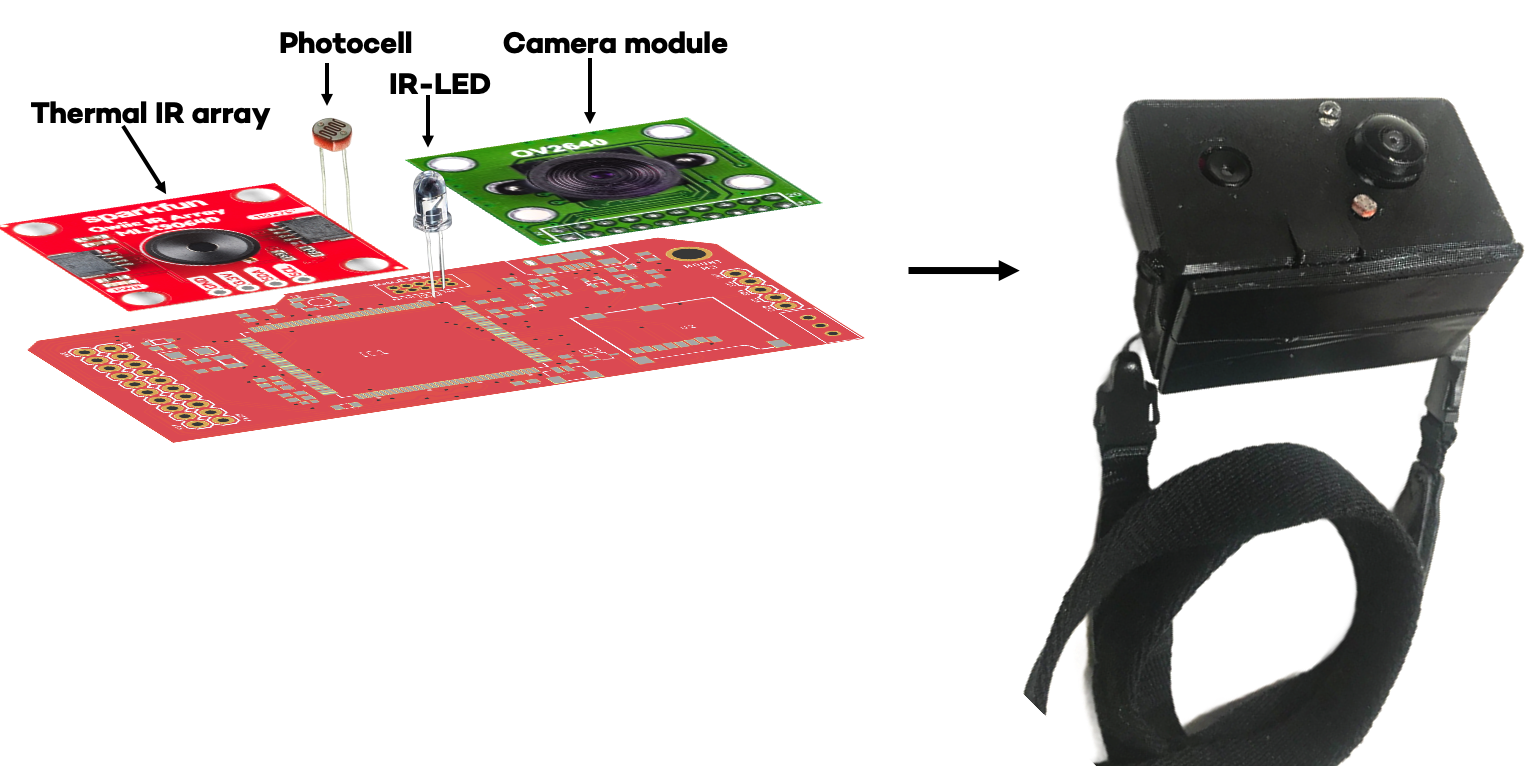 Photocell
Camera module
IR-LED
Thermal IR array
OV2640
sparkfun
Qwiic IR Array
MLX90640
GND
3.3V
SDA
SCL
IC1